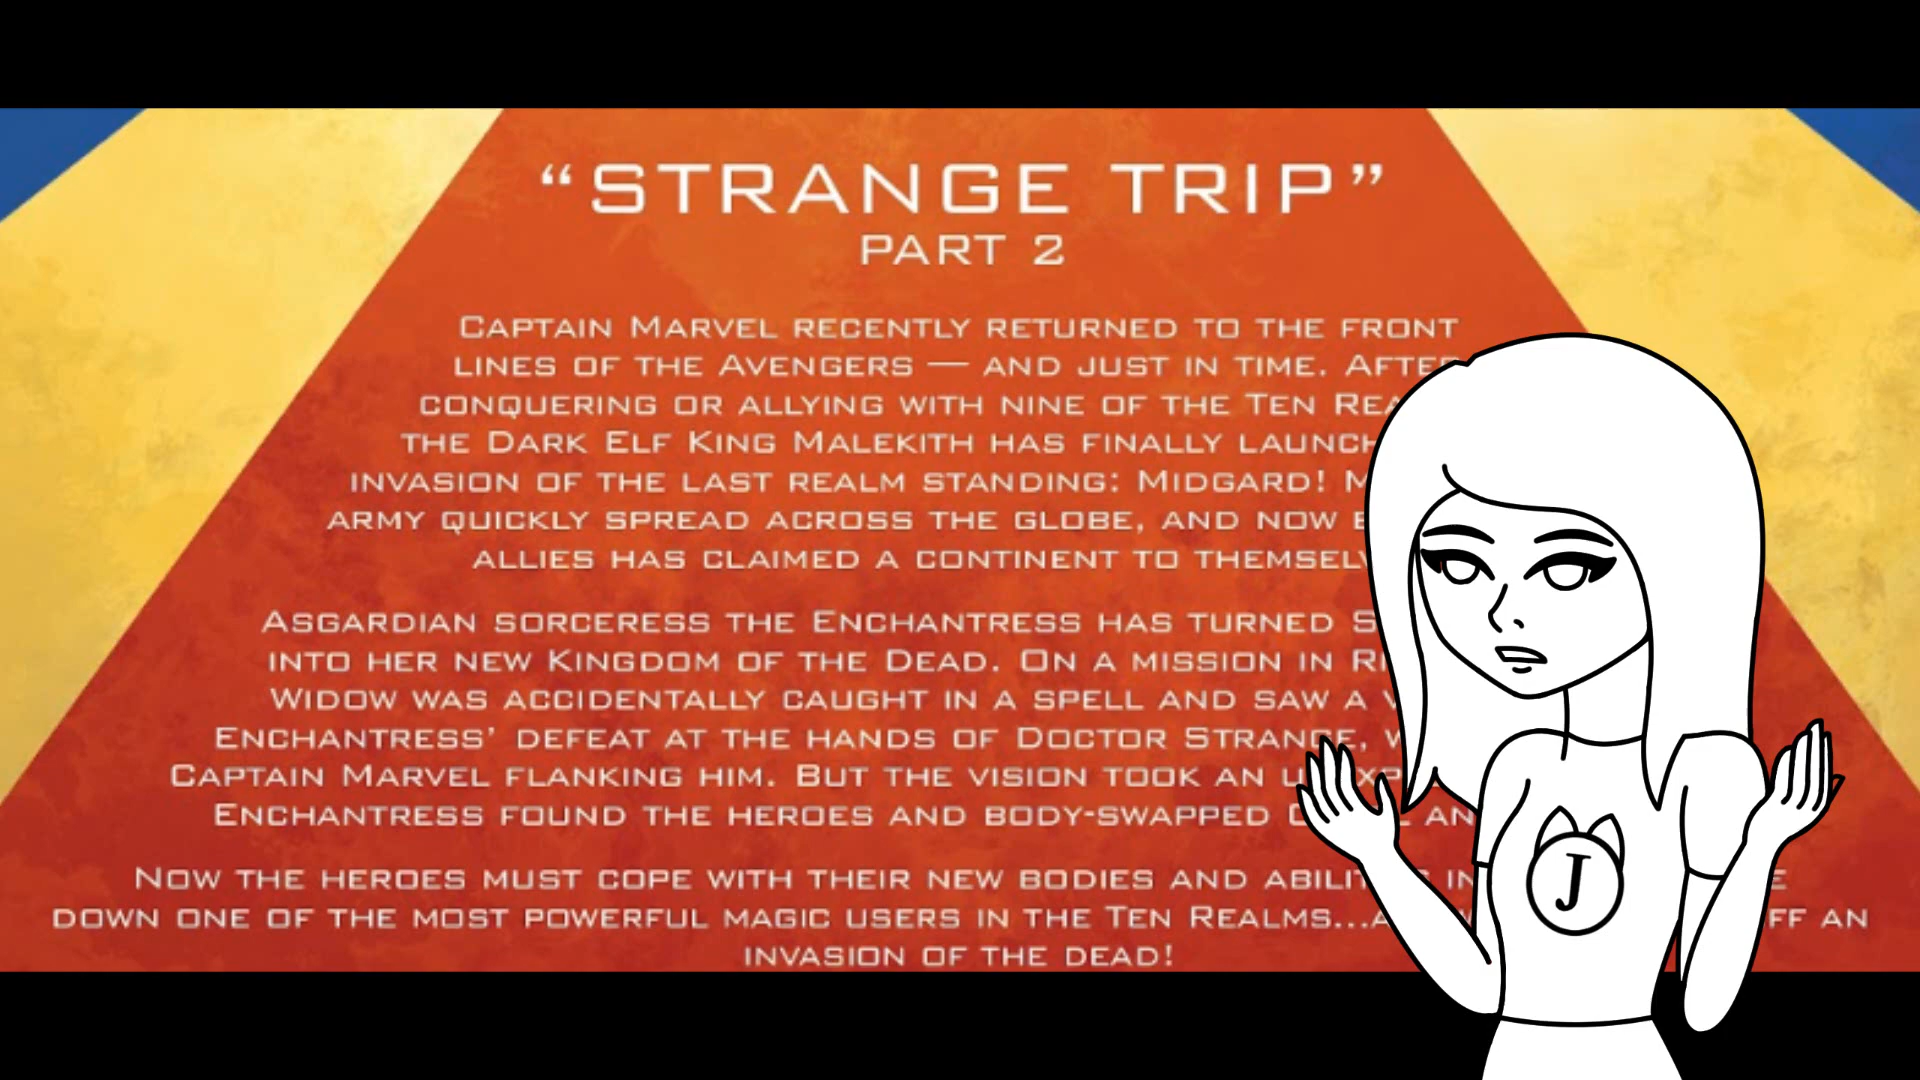 “STRANGE TRIP”
PART 2
CAPTAIN MARVEL RECENTLY RETURNED TO THE FRONT
LINES OF THE AVENGERS — AND JUST IN TIME. AFTER
CONQUERING OR ALLYING WITH NINE OF THE TEN
THE DARK ELF KING MALEKITH HAS FINALLY
INVASION OF THE LAST REALM STANDING: MIDGARD!
ARMY QUICKLY SPREAD ACROSS THE GLOBE, AND NOW
ALLIES HAS CLAIMED A CONTINENT TO
ASGARDIAN SORCERESS THE ENCHANTRESS HAS TURNED
INTO HER NEW KINGDOM OF THE DEAD. ON A MISSION IN
WIDOW WAS ACCIDENTALLY CAUGHT IN A SPELL AND SAW A
ENCHANTRESS’ DEFEAT AT THE HANDS OF DOCTOR STRANGE,
CAPTAIN MARVEL FLANKING HIM. BUT THE VISION TOOK AN
ENCHANTRESS FOUND THE HEROES AND BODY-SWAPPED
NOW THE HEROES MUST COPE WITH THEIR NEW BODIES AND
DOWN ONE OF THE MOST POWERFUL MAGIC USERS IN THE TEN REALMS... AN
INVASION OF THE DEAD!
J